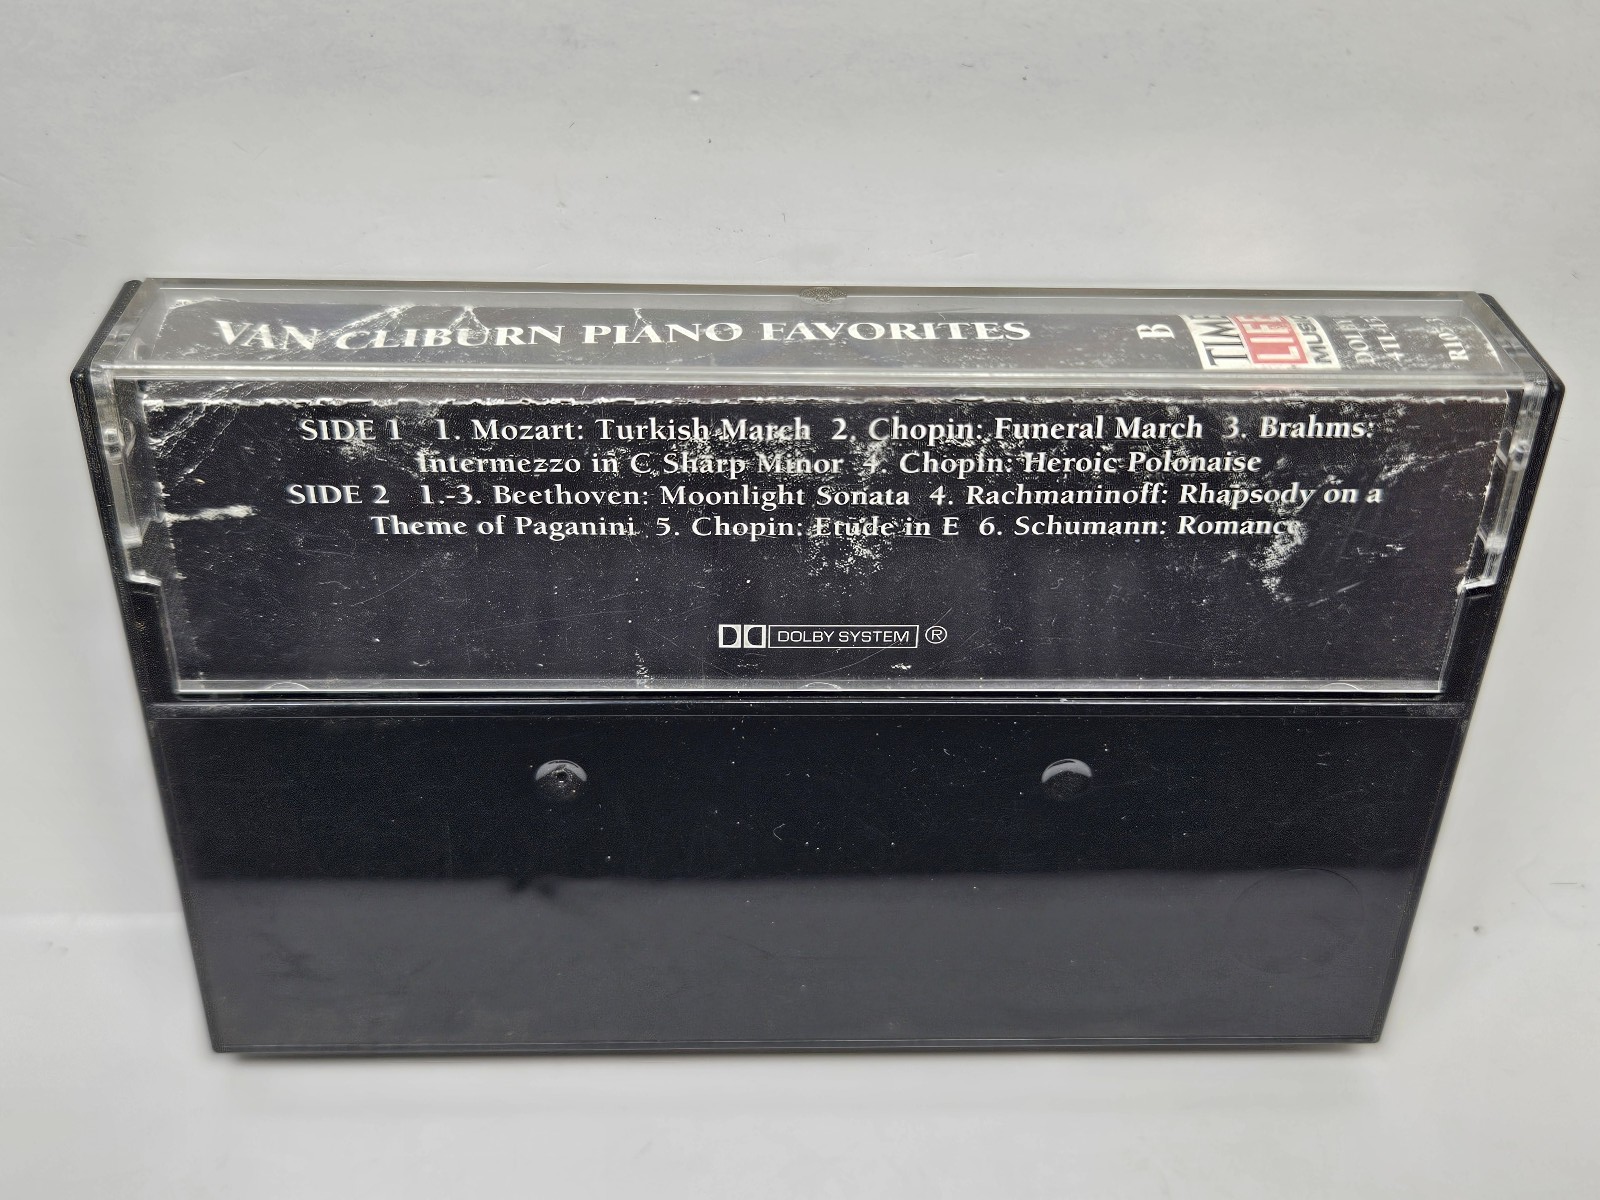 VAN CLIBURN PIANO FAVORITES B
TIME
LIFE
MUSIC
DOLBY
SIDE 1 1. Mozart: Turkish March 2. Chopin: Funeral March 3. Brahms:
Intermezzo in C Sharp Minor 4. Chopin: Heroic Polonaise
SIDE 2 1.-3. Beethoven: Moonlight Sonata 4. Rachmaninoff: Rhapsody on a
Theme of Paganini 5. Chopin: Etude in E 6. Schumann: Romance
DOLBY SYSTEM ®